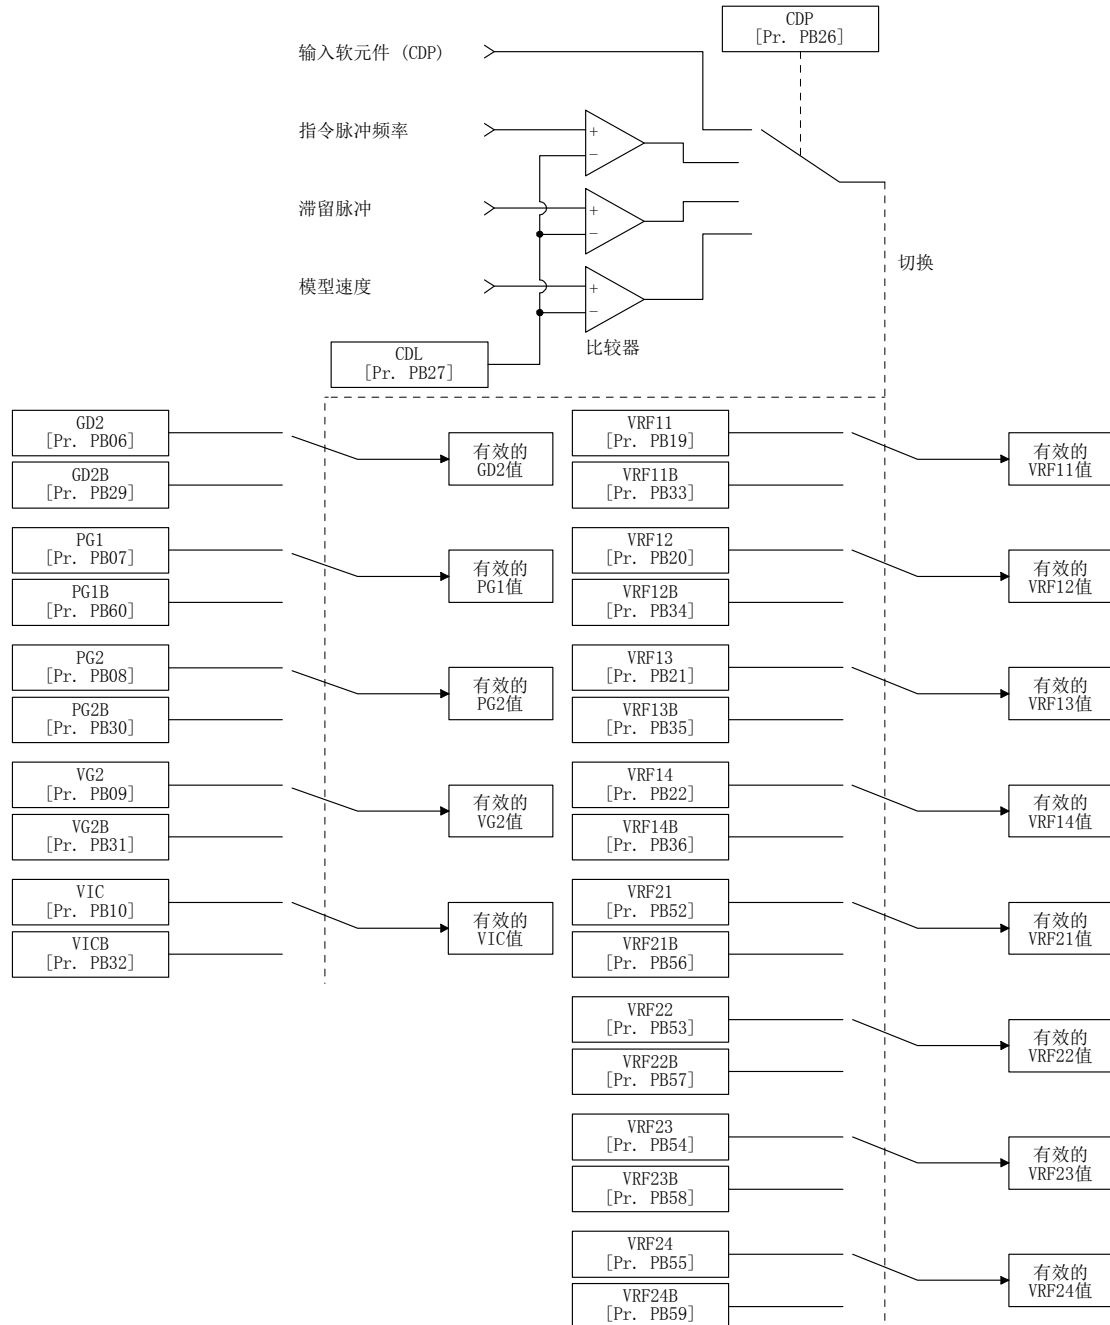 CDP
[Pr. PB26]
输入软元件 (CDP)
指令脉冲频率
+
−
滞留脉冲
+
−
切换
模型速度
+
−
比较器
CDL
[Pr. PB27]
GD2
[Pr. PB06]
有效的
GD2值
GD2B
[Pr. PB29]
PG1
[Pr. PB07]
有效的
PG1值
PG1B
[Pr. PB60]
PG2
[Pr. PB08]
有效的
PG2值
PG2B
[Pr. PB30]
VG2
[Pr. PB09]
有效的
VG2值
VG2B
[Pr. PB31]
VIC
[Pr. PB10]
有效的
VIC值
VICB
[Pr. PB32]
VRF11
[Pr. PB19]
有效的
VRF11值
VRF11B
[Pr. PB33]
VRF12
[Pr. PB20]
有效的
VRF12值
VRF12B
[Pr. PB34]
VRF13
[Pr. PB21]
有效的
VRF13值
VRF13B
[Pr. PB35]
VRF14
[Pr. PB22]
有效的
VRF14值
VRF14B
[Pr. PB36]
VRF21
[Pr. PB52]
有效的
VRF21值
VRF21B
[Pr. PB56]
VRF22
[Pr. PB53]
有效的
VRF22值
VRF22B
[Pr. PB57]
VRF23
[Pr. PB54]
有效的
VRF23值
VRF23B
[Pr. PB58]
VRF24
[Pr. PB55]
有效的
VRF24值
VRF24B
[Pr. PB59]